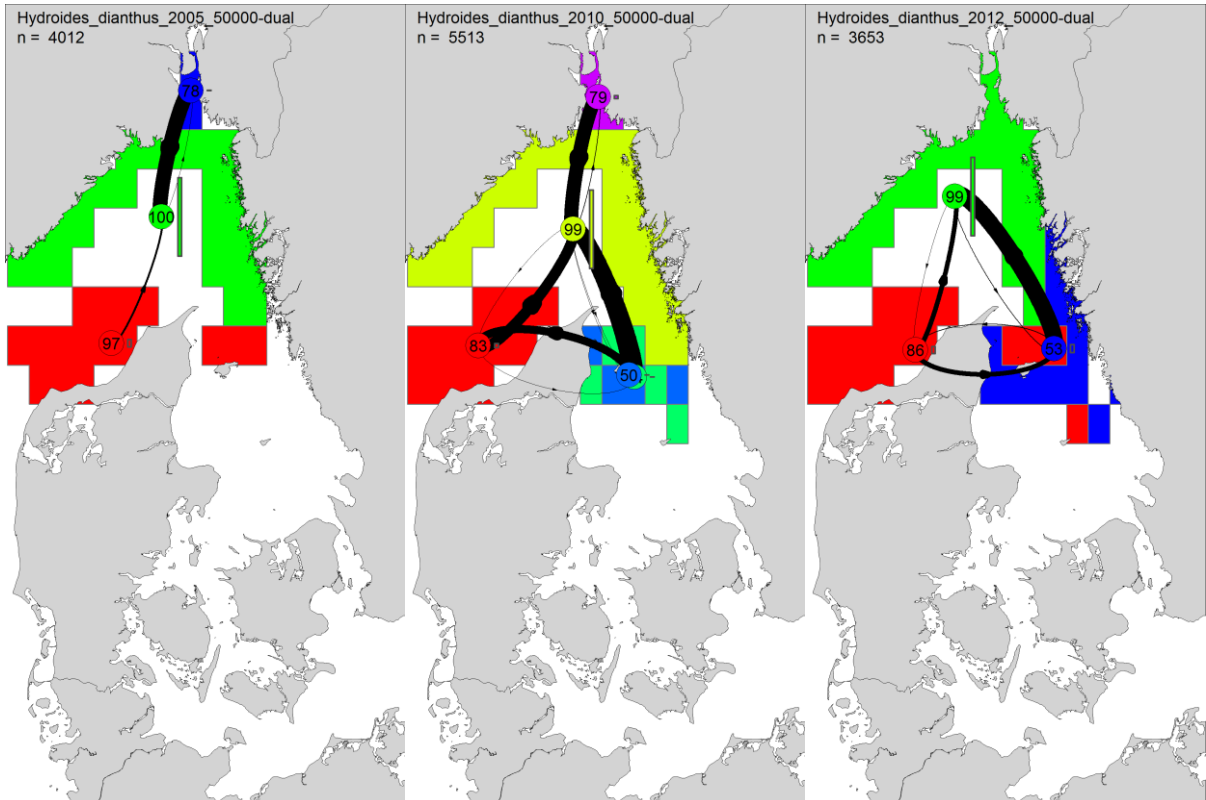 Hydroides_dianthus_2005_50000-dual
n = 4012
78
100
97
Hydroides_dianthus_2010_50000-dual
n = 5513
79
99
83
50
Hydroides_dianthus_2012_50000-dual
n = 3653
99
86
53